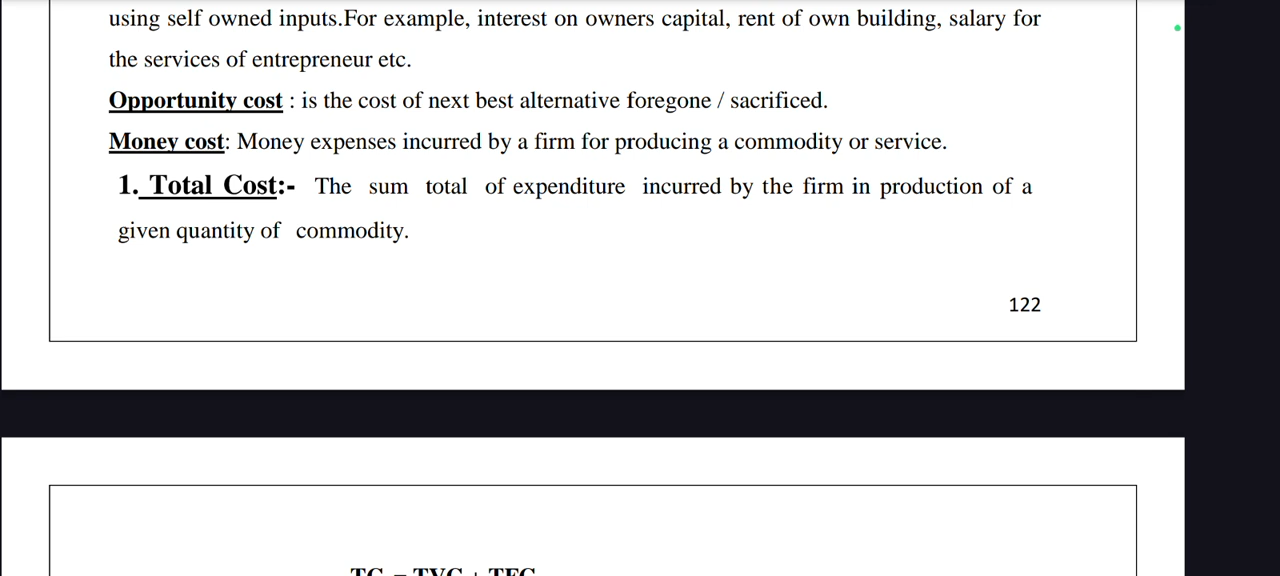 using self owned inputs.For example, interest on owners capital, rent of own building, salary for
the services of entrepreneur etc.
Opportunity cost : is the cost of next best alternative foregone / sacrificed.
Money cost: Money expenses incurred by a firm for producing a commodity or service.
1. Total Cost:- The sum total of expenditure incurred by the firm in production of a
given quantity of commodity.
122
TC = TVC + TFC